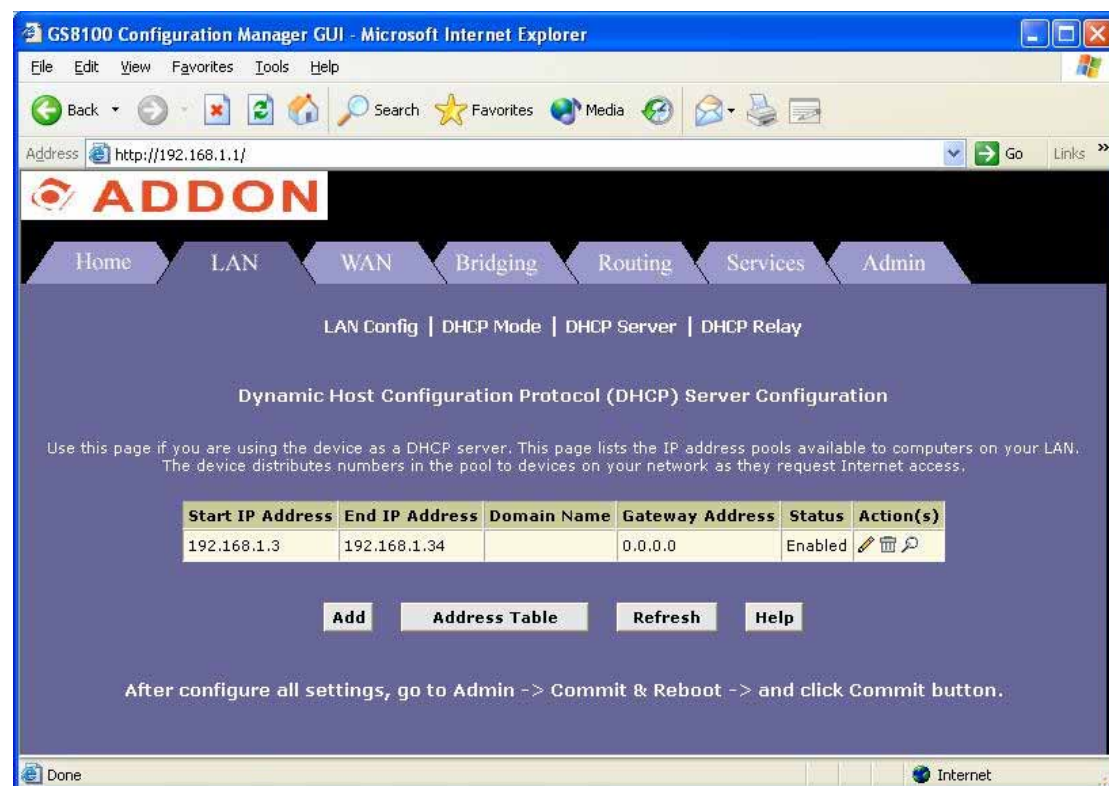 GS8100 Configuration Manager GUI - Microsoft Internet Explorer
File Edit View Favorites Tools Help
Back Search Favorites Media
Address http://192.168.1.1/ Go Links »
ADDON
Home LAN WAN Bridging Routing Services Admin
LAN Config | DHCP Mode | DHCP Server | DHCP Relay
Dynamic Host Configuration Protocol (DHCP) Server Configuration
Use this page if you are using the device as a DHCP server. This page lists the IP address pools available to computers on your LAN.
The device distributes numbers in the pool to devices on your network as they request Internet access.
Start IP Address End IP Address Domain Name Gateway Address Status Action(s)
192.168.1.3 192.168.1.34 0.0.0.0 Enabled
Add Address Table Refresh Help
After configure all settings, go to Admin -> Commit & Reboot -> and click Commit button.
Done Internet